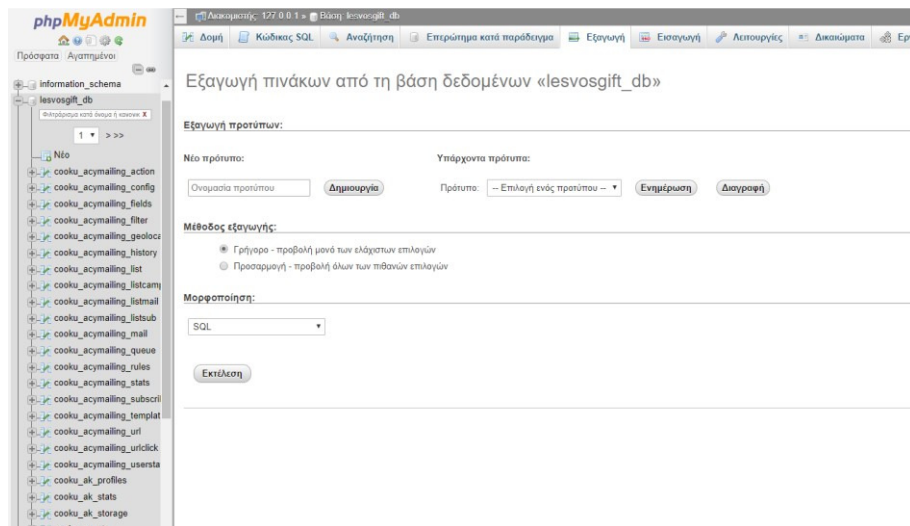 phpMyAdmin
Πρόσφατα Αγαπημένοι
information_schema
lesvosgift_db
Φιλτράρισμα κατά όνομα ή κανονικ X
1 > >>
Νέο
cooku_acymailing_action
cooku_acymailing_config
cooku_acymailing_fields
cooku_acymailing_filter
cooku_acymailing_geoloca
cooku_acymailing_history
cooku_acymailing_list
cooku_acymailing_listcamp
cooku_acymailing_listmail
cooku_acymailing_listsub
cooku_acymailing_mail
cooku_acymailing_queue
cooku_acymailing_rules
cooku_acymailing_stats
cooku_acymailing_subscri
cooku_acymailing_templat
cooku_acymailing_url
cooku_acymailing_urlclick
cooku_acymailing_usersta
cooku_ak_profiles
cooku_ak_stats
cooku_ak_storage
Διακομιστής: 127.0.0.1 » Βάση: lesvosgift_db
Δομή Κώδικας SQL Αναζήτηση Επερώτημα κατά παράδειγμα Εξαγωγή Εισαγωγή Λειτουργίες Δικαιώματα Ερ
Εξαγωγή πινάκων από τη βάση δεδομένων «lesvosgift_db»
Εξαγωγή προτύπων:
Νέο πρότυπο: Υπάρχοντα πρότυπα:
Ονομασία προτύπου Δημιουργία Πρότυπο: -- Επιλογή ενός προτύπου -- Ενημέρωση Διαγραφή
Μέθοδος εξαγωγής:
Γρήγορο - προβολή μονό των ελάχιστων επιλογών
Προσαρμογή - προβολή όλων των πιθανών επιλογών
Μορφοποίηση:
SQL
Εκτέλεση